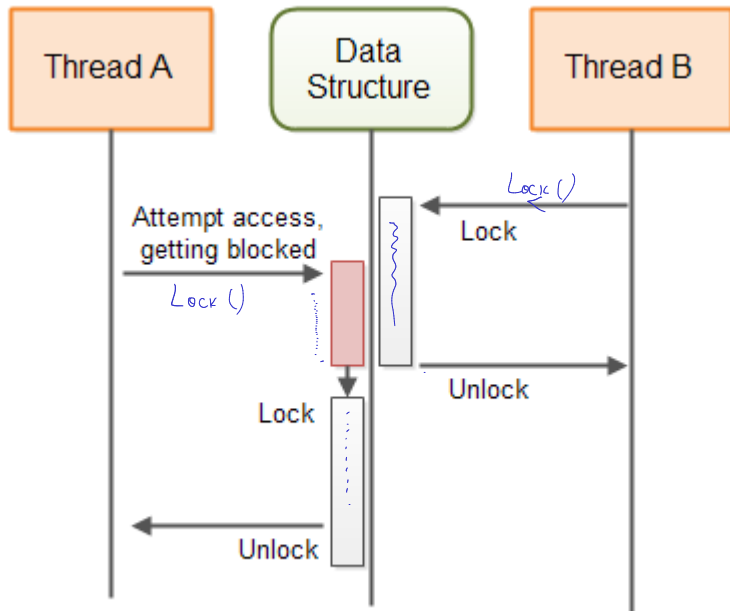 Thread A
Data
Structure
Thread B
Lock()
Lock
Attempt access,
getting blocked
Lock()
Unlock
Lock
Unlock